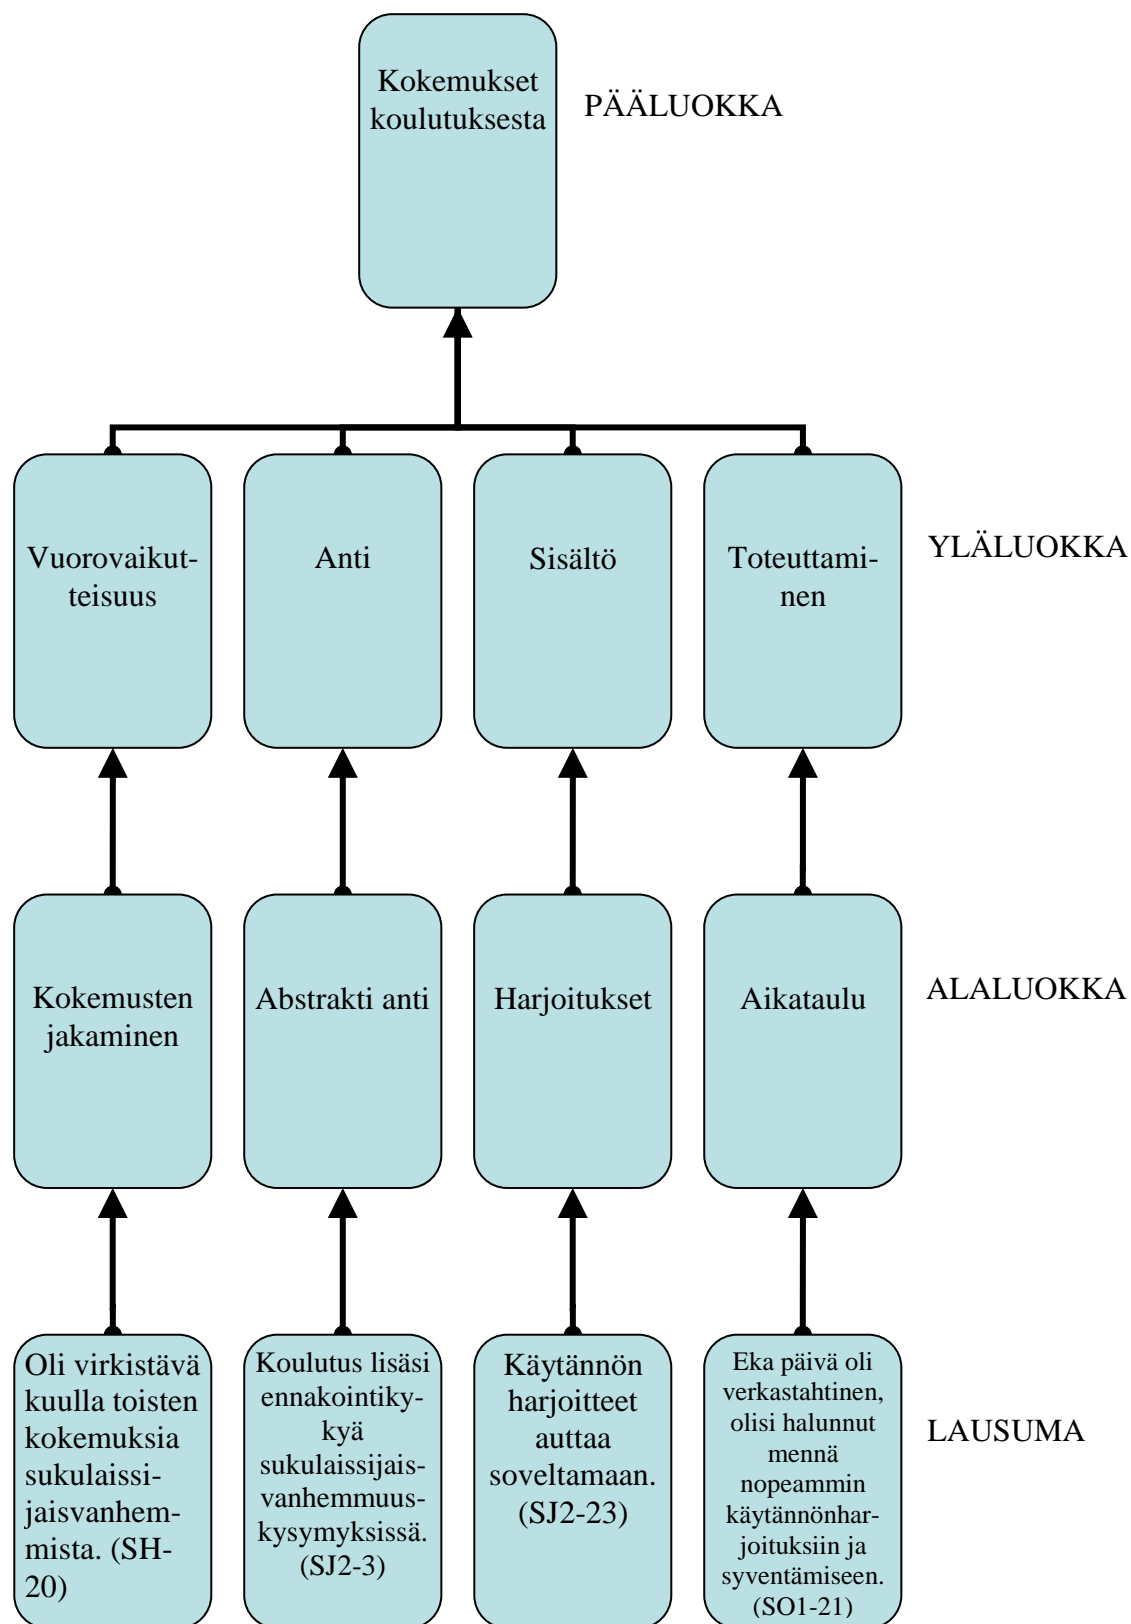 Kokemukset
koulutuksesta
PÄÄLUOKKA
Vuorovaikut-
teisuus
Anti
Sisältö
Toteuttami-
nen
YLÄLUOKKA
Kokemusten
jakaminen
Abstrakti anti
Harjoitukset
Aikataulu
ALALUOKKA
Oli virkistävä
kuulla toisten
kokemuksia
sukulaissi-
jaisvanhem-
mista. (SH-
20)
Koulutus lisäsi
ennakointiky-
kyä
sukulaissijais-
vanhemmuus-
kysymyksissä.
(SJ2-3)
Käytännön
harjoitteet
auttaa
soveltamaan.
(SJ2-23)
Eka päivä oli
verkastahtinen,
olisi halunnut
mennä
nopeammin
käytännönhar-
joituksiin ja
syventämiseen.
(SO1-21)
LAUSUMA